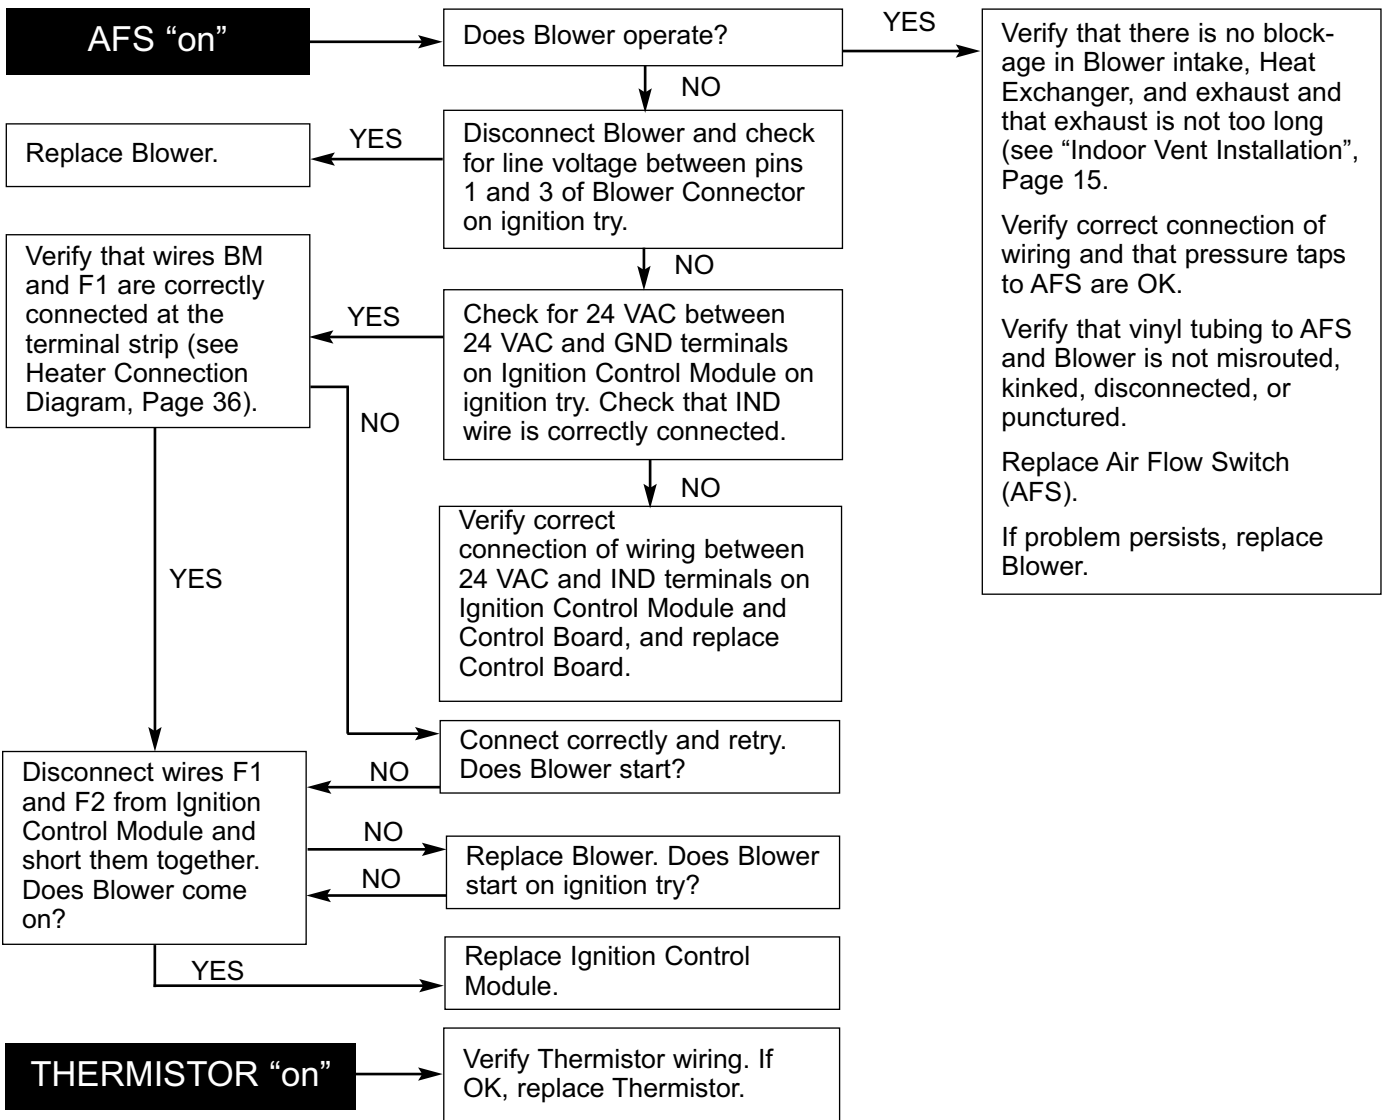 AFS “on”
Does Blower operate?
YES
Verify that there is no block-
age in Blower intake, Heat
Exchanger, and exhaust and
that exhaust is not too long
(see “Indoor Vent Installation”,
Page 15.
Verify correct connection of
wiring and that pressure taps
to AFS are OK.
Verify that vinyl tubing to AFS
and Blower is not misrouted,
kinked, disconnected, or
punctured.
Replace Air Flow Switch
(AFS).
If problem persists, replace
Blower.
NO
Disconnect Blower and check
for line voltage between pins
1 and 3 of Blower Connector
on ignition try.
YES
Replace Blower.
NO
Check for 24 VAC between
24 VAC and GND terminals
on Ignition Control Module on
ignition try. Check that IND
wire is correctly connected.
YES
Verify that wires BM
and F1 are correctly
connected at the
terminal strip (see
Heater Connection
Diagram, Page 36).
NO
NO
Verify correct
connection of wiring between
24 VAC and IND terminals on
Ignition Control Module and
Control Board, and replace
Control Board.
YES
Connect correctly and retry.
Does Blower start?
NO
Disconnect wires F1
and F2 from Ignition
Control Module and
short them together.
Does Blower come
on?
NO
Replace Blower. Does Blower
start on ignition try?
NO
YES
Replace Ignition Control
Module.
THERMISTOR “on”
Verify Thermistor wiring. If
OK, replace Thermistor.